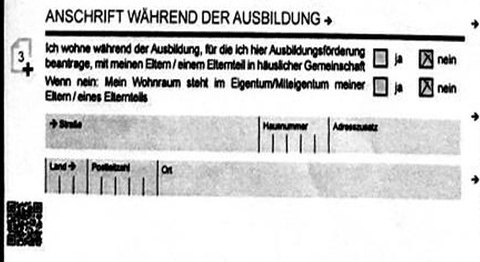 ANSCHRIFT WÄHREND DER AUSBILDUNG →
Ich wohne während der Ausbildung, für die ich hier Ausbildungsförderung
beantrage, mit meinen Eltern / einem Elternteil in häuslicher Gemeinschaft ja nein
3
Wenn nein: Mein Wohnraum steht im Eigentum/Miteigentum meiner
Eltern / eines Elternteils ja nein
→ Straße Hausnummer Adresszusatz
Land → Postleitzahl Ort